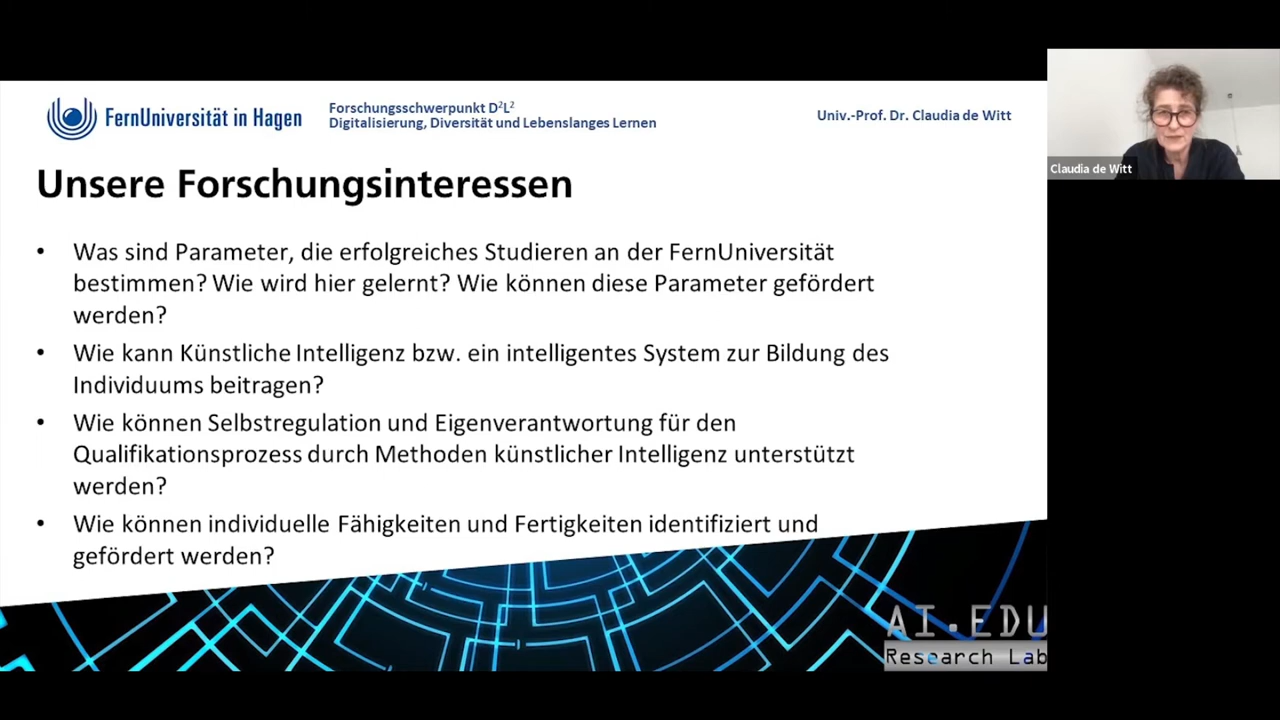 FernUniversität in Hagen
Forschungsschwerpunkt D²L²
Digitalisierung, Diversität und Lebenslanges Lernen
Univ.-Prof. Dr. Claudia de Witt
Claudia de Witt
Unsere Forschungsinteressen
• Was sind Parameter, die erfolgreiches Studieren an der FernUniversität
bestimmen? Wie wird hier gelernt? Wie können diese Parameter gefördert
werden?
• Wie kann Künstliche Intelligenz bzw. ein intelligentes System zur Bildung des
Individuums beitragen?
• Wie können Selbstregulation und Eigenverantwortung für den
Qualifikationsprozess durch Methoden künstlicher Intelligenz unterstützt
werden?
• Wie können individuelle Fähigkeiten und Fertigkeiten identifiziert und
gefördert werden?
AI.EDU
Research Lab